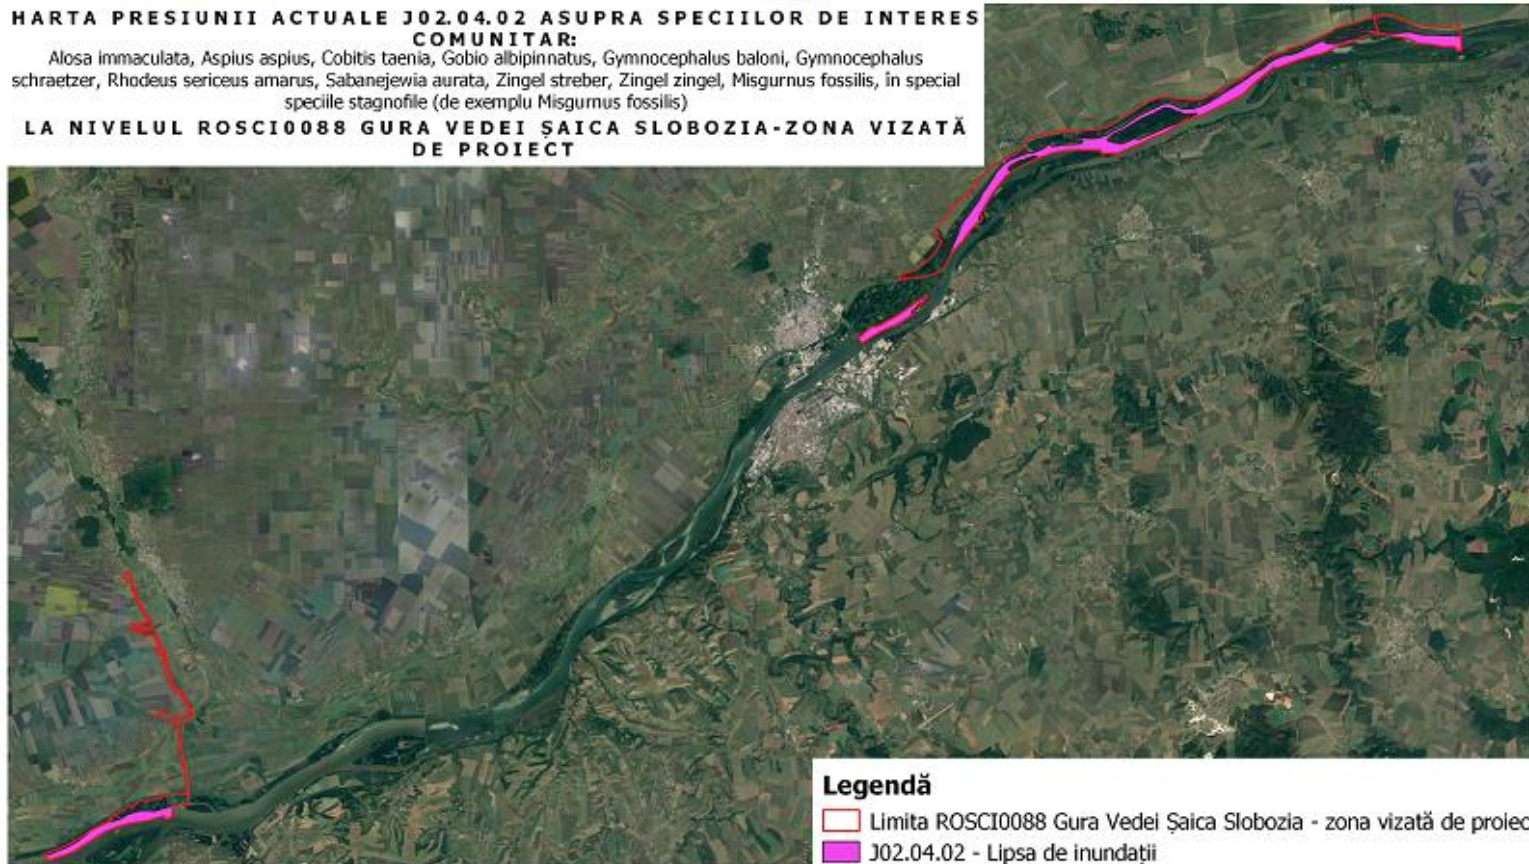 HARTA PRESIUNII ACTUALE J02.04.02 ASUPRA SPECIILOR DE INTERES
COMUNITAR:
Alosa immaculata, Aspius aspius, Cobitis taenia, Gobio albipinnatus, Gymnocephalus baloni, Gymnocephalus
schraetzer, Rhodeus sericeus amarus, Sabanejewia aurata, Zingel streber, Zingel zingel, Misgurnus fossilis, în special
speciile stagnofile (de exemplu Misgurnus fossilis)
LA NIVELUL ROSCI0088 GURA VEDEI ȘAICA SLOBOZIA-ZONA VIZATĂ
DE PROIECT
Legendă
Limita ROSCI0088 Gura Vedei Șaica Slobozia - zona vizată de proiec
J02.04.02 - Lipsa de inundații